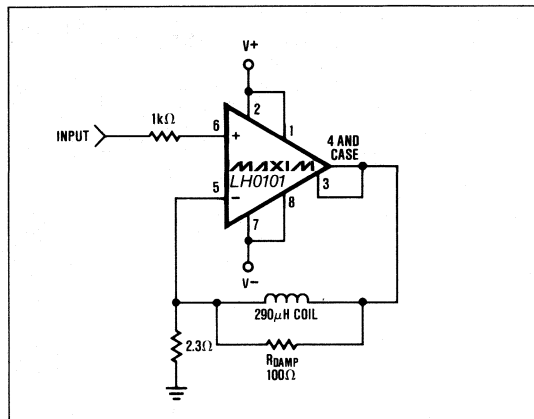 V+
2
1
1kΩ
INPUT
6
+
4 AND
CASE
MAXIM
LH0101
3
5
−
8
7
V−
290μH COIL
2.3Ω
RDAMP
100Ω